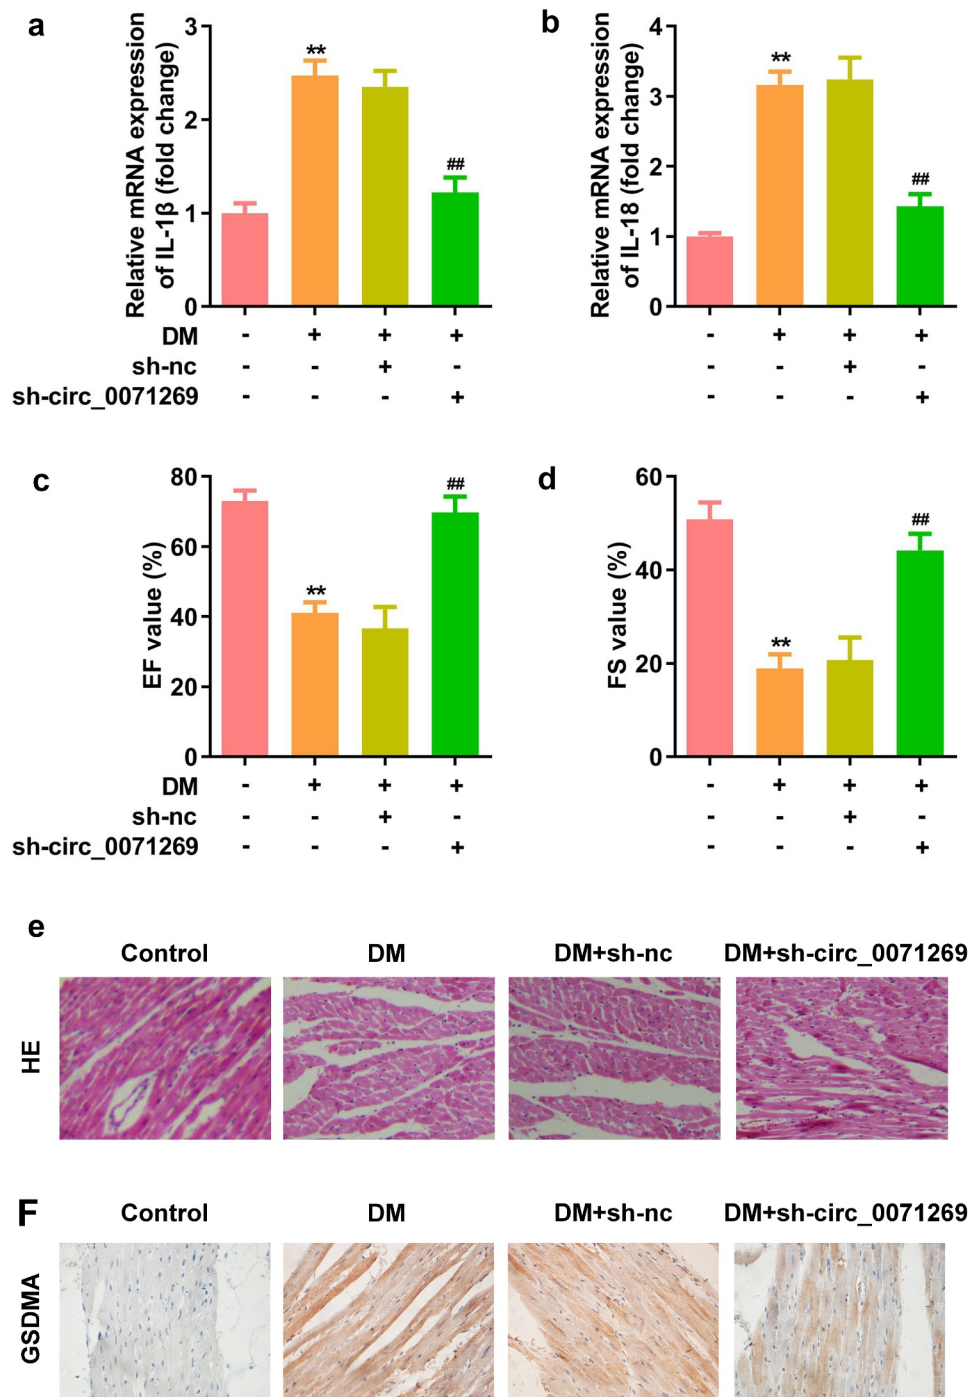 a
Relative mRNA expression
of IL-1β (fold change)
3
2
1
0
**
##
DM - + + +
sh-nc - - + -
sh-circ_0071269 - - - +
b
Relative mRNA expression
of IL-18 (fold change)
4
3
2
1
0
**
##
- + + +
- - + -
- - - +
c
EF value (%)
80
60
40
20
0
**
##
DM - + + +
sh-nc - - + -
sh-circ_0071269 - - - +
d
FS value (%)
60
40
20
0
**
##
- + + +
- - + -
- - - +
e
Control DM DM+sh-nc DM+sh-circ_0071269
HE
F
Control DM DM+sh-nc DM+sh-circ_0071269
GSDMA